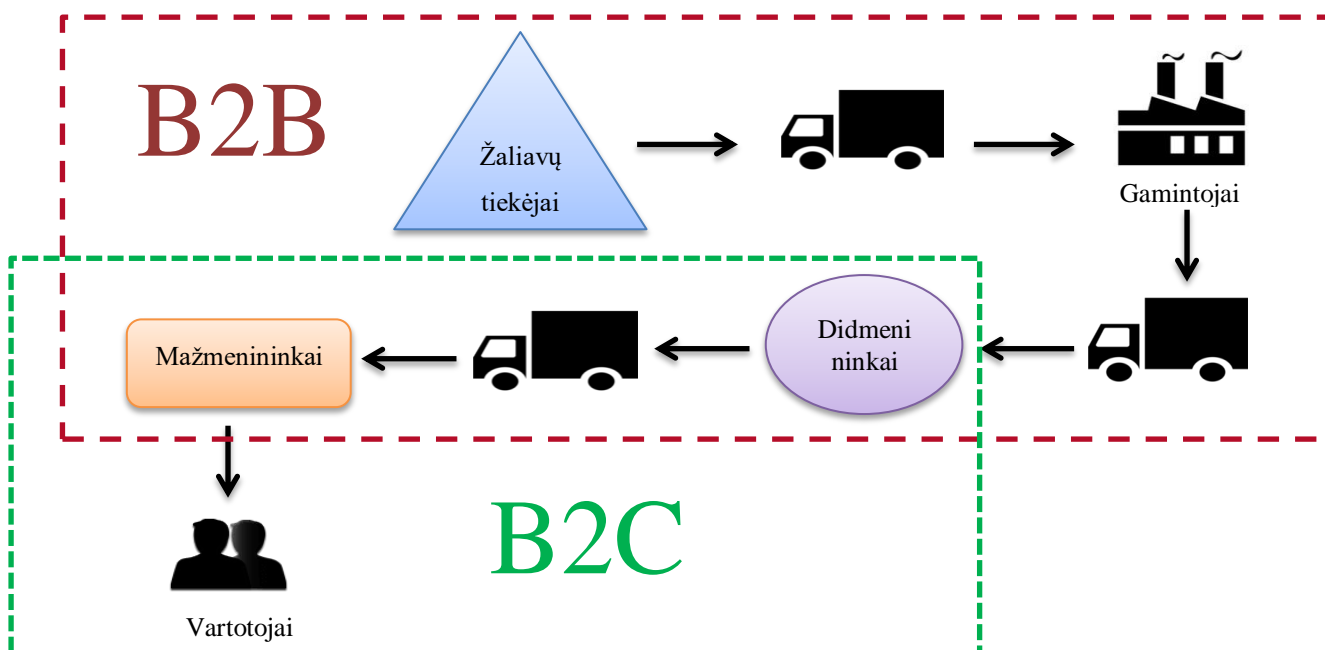 B2B
Žaliavų
tiekėjai
Gamintojai
Didmeni
ninkai
Mažmenininkai
B2C
Vartotojai